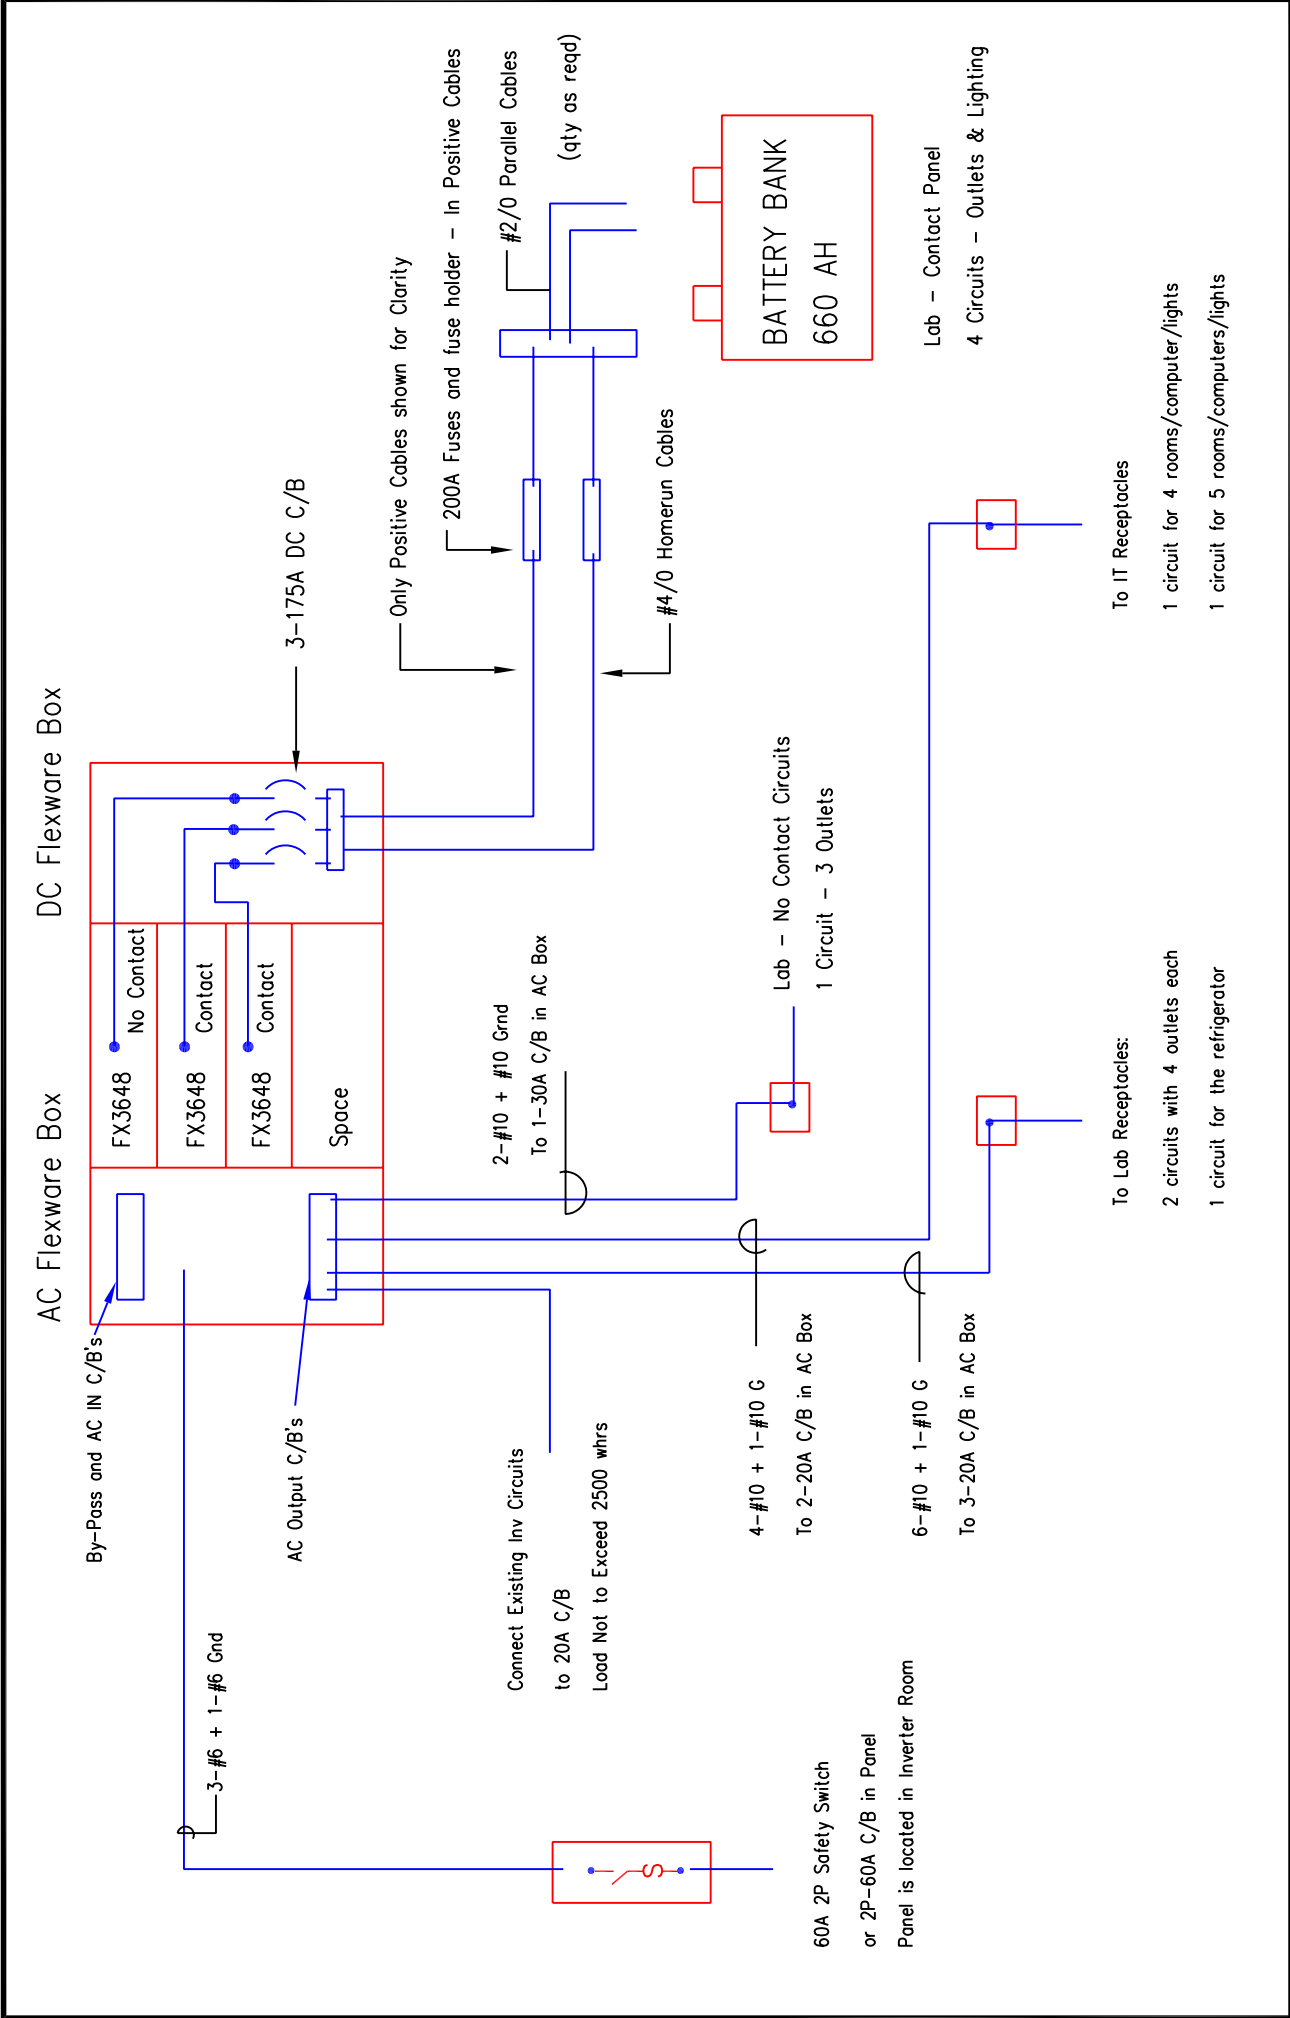 AC Flexware Box
DC Flexware Box
By-Pass and AC IN C/B's
FX3648
No Contact
FX3648
Contact
FX3648
Contact
Space
3-175A DC C/B
3-#6 + 1-#6 Gnd
AC Output C/B's
Only Positive Cables shown for Clarity
200A Fuses and fuse holder - In Positive Cables
#2/0 Parallel Cables
(qty as reqd)
2-#10 + #10 Grnd
To 1-30A C/B in AC Box
Connect Existing Inv Circuits
to 20A C/B
Load Not to Exceed 2500 whrs
#4/0 Homerun Cables
BATTERY BANK
660 AH
Lab - No Contact Circuits
1 Circuit - 3 Outlets
4-#10 + 1-#10 G
To 2-20A C/B in AC Box
60A 2P Safety Switch
or 2P-60A C/B in Panel
Panel is located in Inverter Room
S
6-#10 + 1-#10 G
To 3-20A C/B in AC Box
Lab - Contact Panel
4 Circuits - Outlets & Lighting
To Lab Receptacles:
2 circuits with 4 outlets each
1 circuit for the refrigerator
To IT Receptacles
1 circuit for 4 rooms/computer/lights
1 circuit for 5 rooms/computers/lights